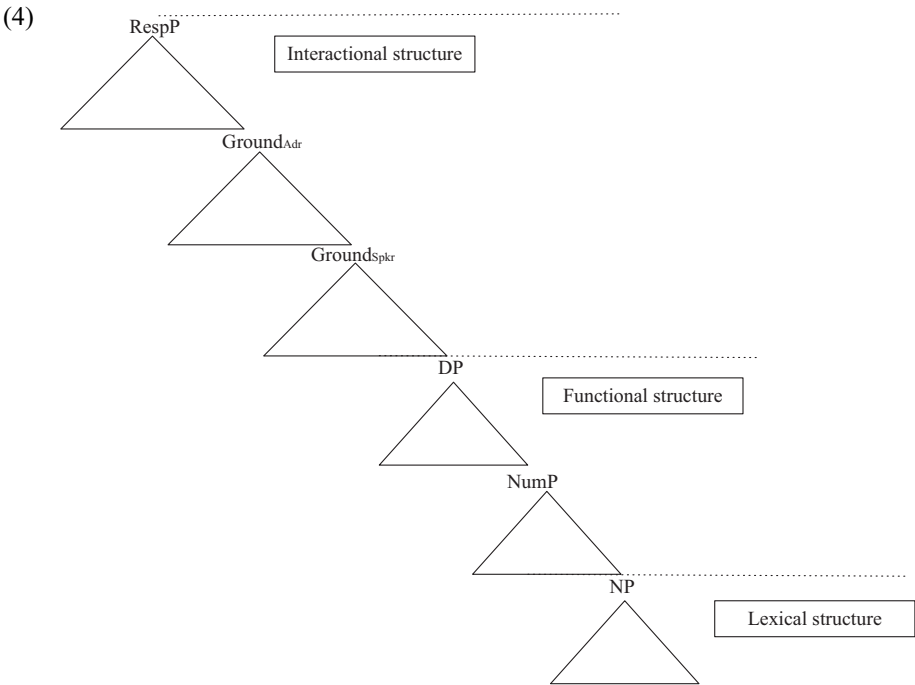 (4)
RespP
Interactional structure
GroundAdr
GroundSpkr
DP
Functional structure
NumP
NP
Lexical structure